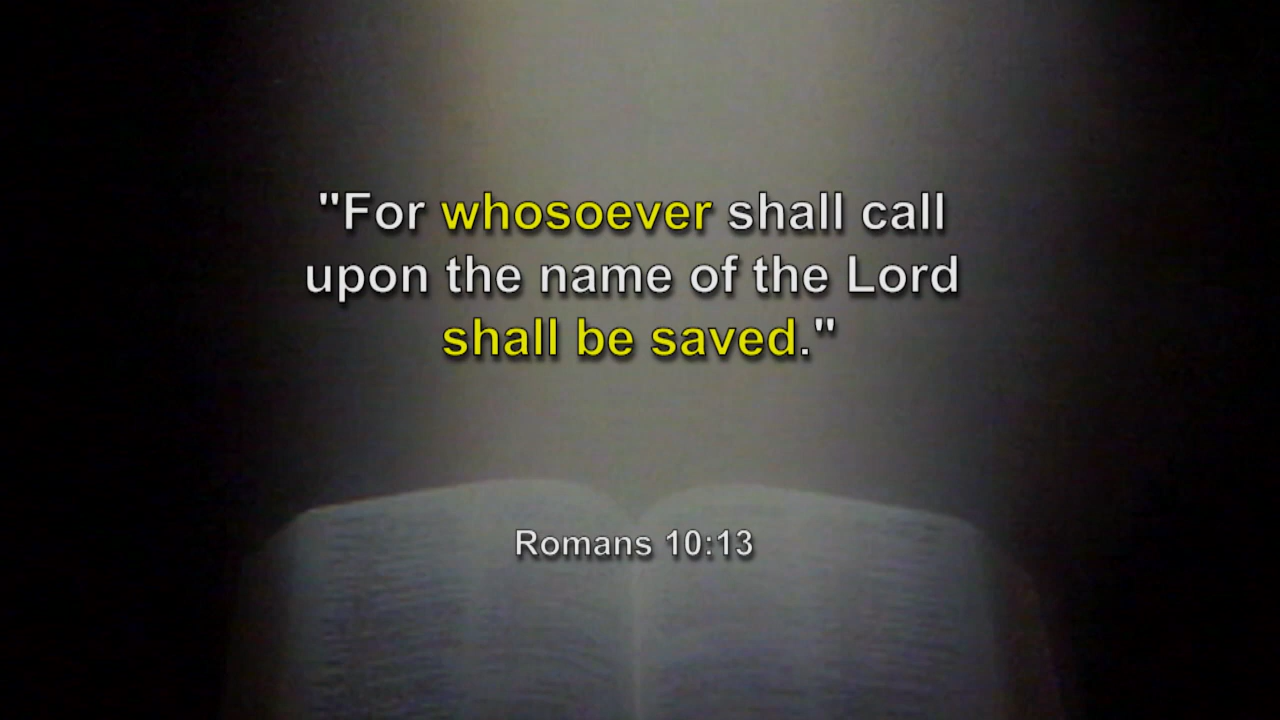 "For whosoever shall call
upon the name of the Lord
shall be saved."
Romans 10:13